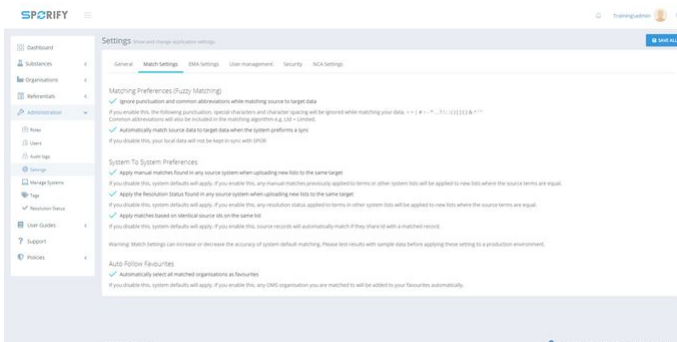 SPORIFY
Training\admin
Settings Show and change application settings
SAVE ALL
Dashboard
Substances
Organisations
Referentials
Administration
Roles
Users
Audit logs
Settings
Manage Systems
Tags
Resolution Status
User Guides
Support
Policies
General Match Settings EMA Settings User management Security NCA Settings
Matching Preferences (Fuzzy Matching)
Ignore punctuation and common abbreviations while matching source to target data
If you enable this, the following punctuation, special characters and character spacing will be ignored while matching your data.
Common abbreviations will also be included in the matching algorithm e.g. Ltd = Limited.
Automatically match source data to target data when the system preforms a sync
If you disable this, your local data will not be kept in sync with SPOR
System To System Preferences
Apply manual matches found in any source system when uploading new lists to the same target
If you disable this, system defaults will apply. If you enable this, any manual matches previously applied to terms in other system lists will be applied to new lists where the source terms are equal.
Apply the Resolution Status found in any source system when uploading new lists to the same target
If you disable this, system defaults will apply. If you enable this, any resolution status applied to terms in other system lists will be applied to new lists where the source terms are equal.
Apply matches based on identical source ids on the same list
If you disable this, system defaults will apply. If you enable this, source records will automatically match if they share Id with a matched record.
Warning: Match Settings can increase or decrease the accuracy of system default matching. Please test results with sample data before applying these setting to a production environment.
Auto Follow Favourites
Automatically select all matched organisations as favourites
If you disable this, system defaults will apply. If you enable this, any OMS organisation you are matched to will be added to your favourites automatically.